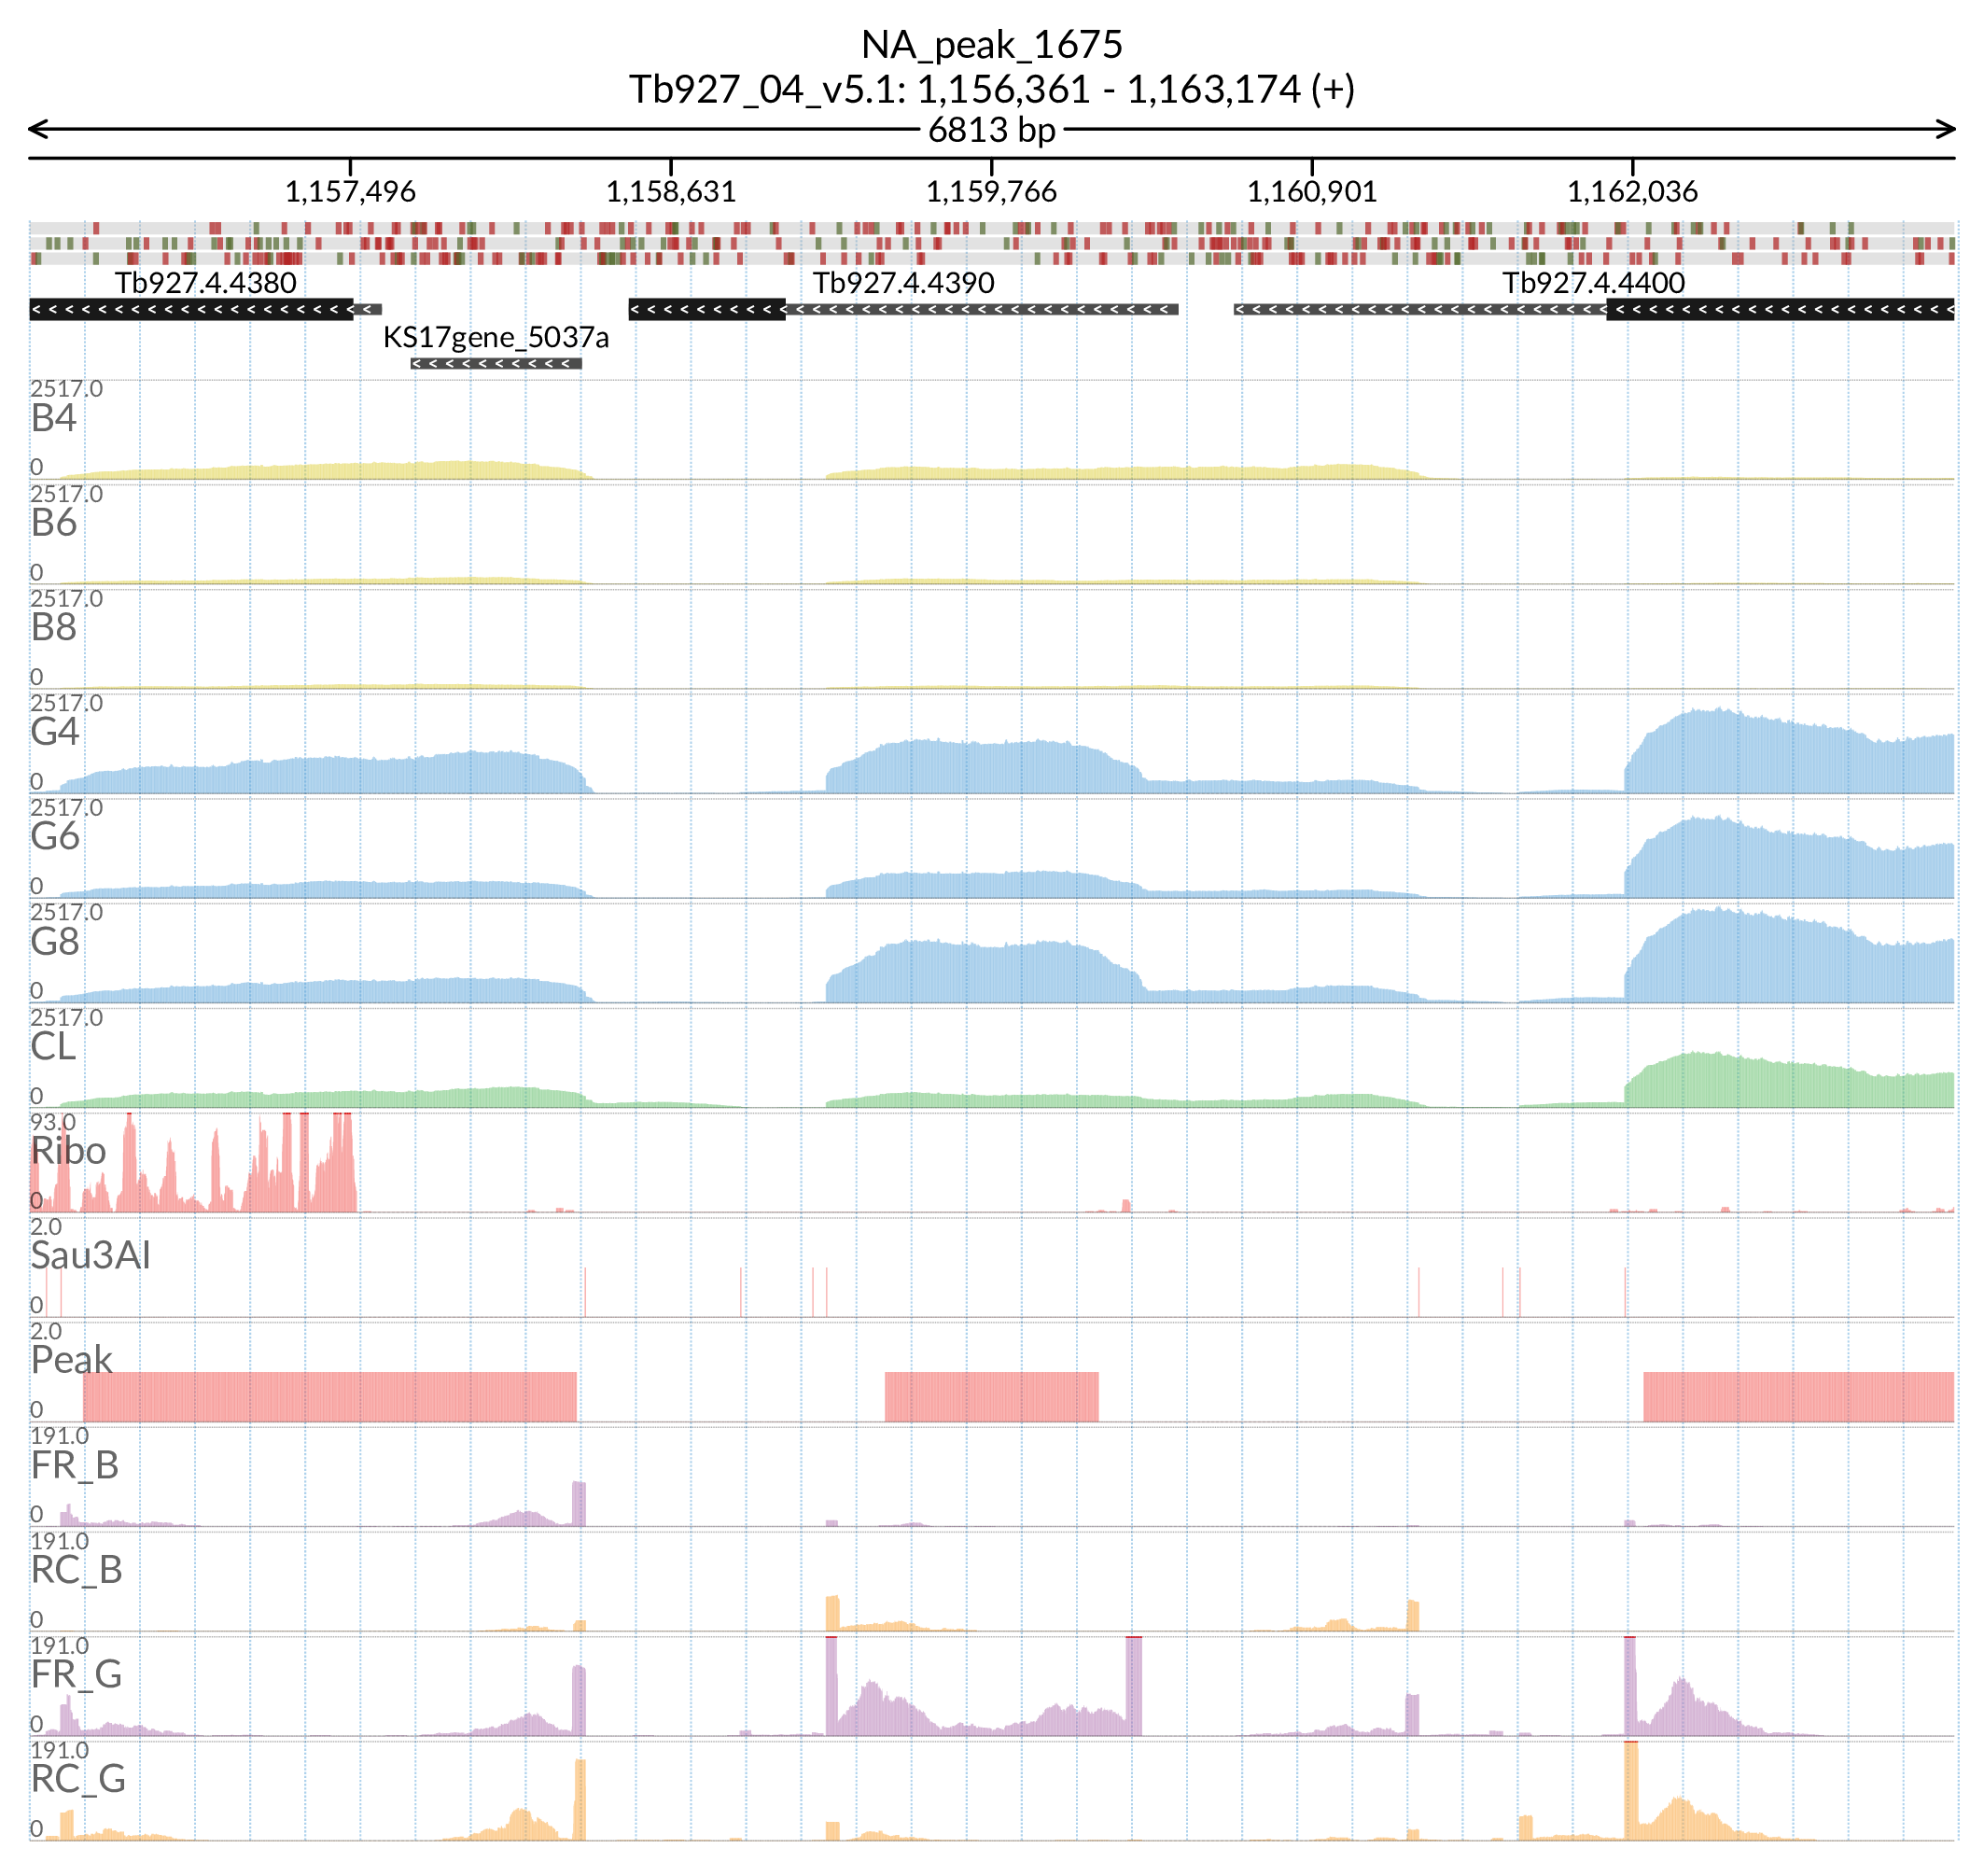 NA_peak_1675
Tb927_04_v5.1: 1,156,361 - 1,163,174 (+)
6813 bp
1,157,496 1,158,631 1,159,766 1,160,901 1,162,036
Tb927.4.4380 Tb927.4.4390 Tb927.4.4400
KS17gene_5037a
2517.0
B4
0
2517.0
B6
0
2517.0
B8
0
2517.0
G4
0
2517.0
G6
0
2517.0
G8
0
2517.0
CL
0
93.0
Ribo
0
2.0
Sau3AI
0
2.0
Peak
0
191.0
FR_B
0
191.0
RC_B
0
191.0
FR_G
0
191.0
RC_G
0